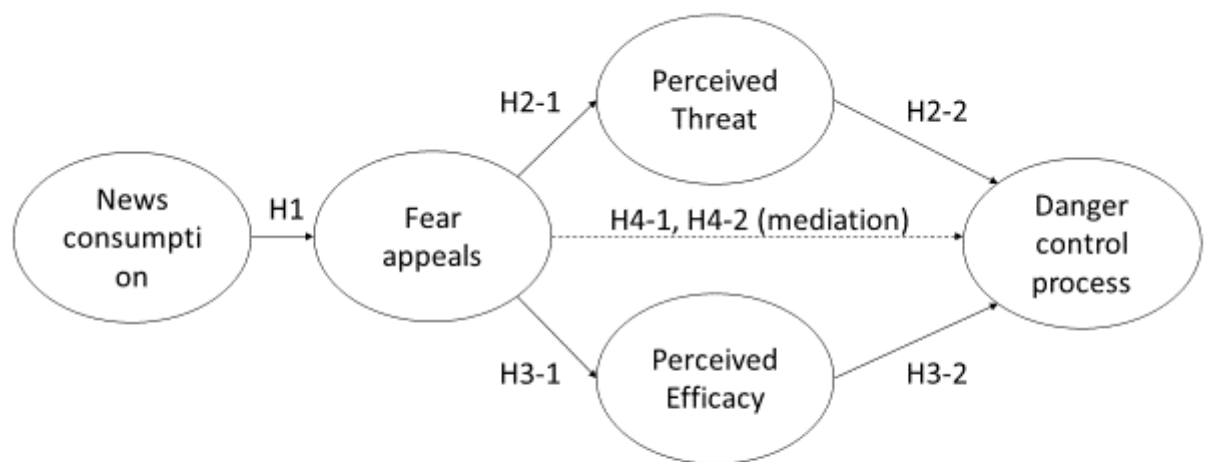 News
consumpti
on
H1
Fear
appeals
H2-1
Perceived
Threat
H2-2
H4-1, H4-2 (mediation)
H3-1
Perceived
Efficacy
H3-2
Danger
control
process